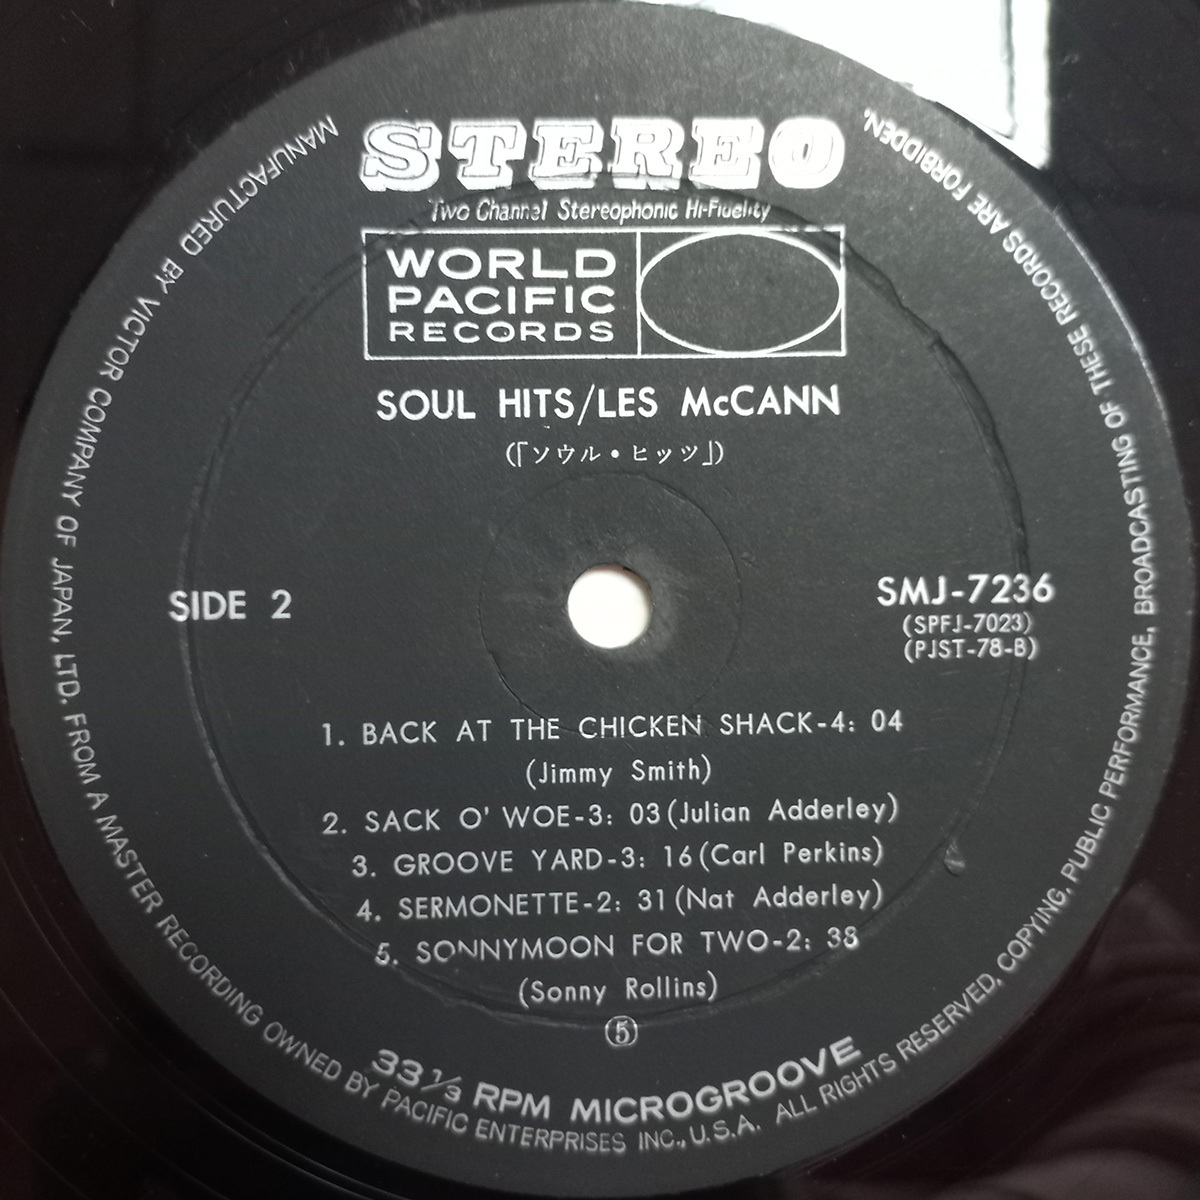 STEREO
Two Channel Stereophonic Hi-Fidelity
WORLD
PACIFIC
RECORDS
SOUL HITS/LES McCANN
(「ソウル・ヒッツ」)
SIDE 2
SMJ-7236
(SPFJ-7023)
(PJST-78-B)
1. BACK AT THE CHICKEN SHACK-4: 04
(Jimmy Smith)
2. SACK O' WOE-3: 03 (Julian Adderley)
3. GROOVE YARD-3: 16 (Carl Perkins)
4. SERMONETTE-2: 31 (Nat Adderley)
5. SONNYMOON FOR TWO-2: 38
(Sonny Rollins)
⑤
33 1/3 RPM MICROGROOVE
MANUFACTURED BY VICTOR COMPANY OF JAPAN, LTD. FROM A MASTER RECORDING OWNED BY PACIFIC ENTERPRISES INC., U.S.A. ALL RIGHTS RESERVED, COPYING, PUBLIC PERFORMANCE, BROADCASTING OF THESE RECORDS ARE FORBIDDEN.